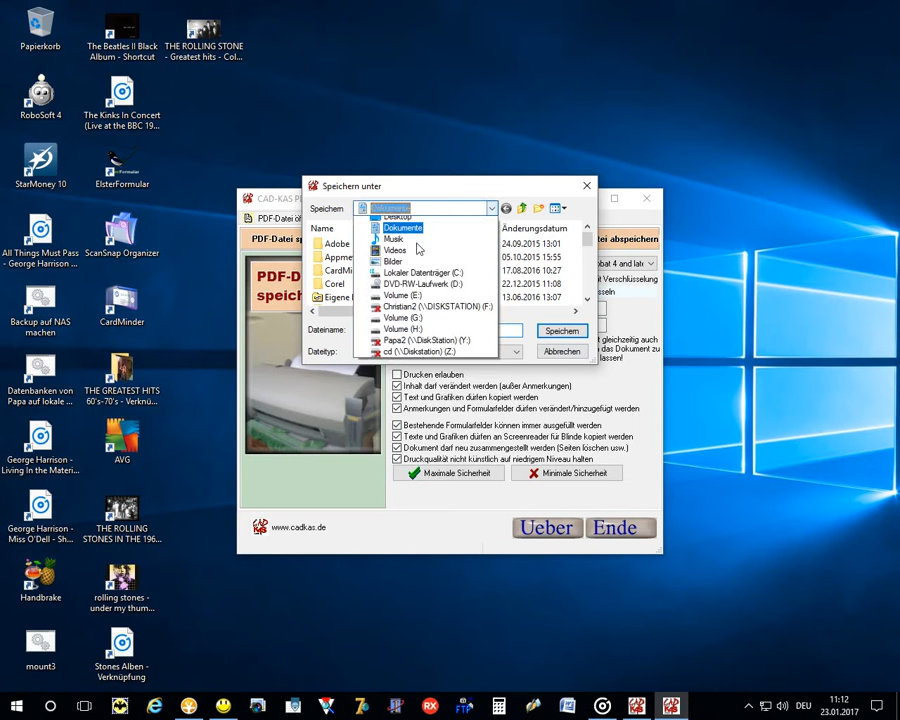 Papierkorb
The Beatles II Black
Album - Shortcut
THE ROLLING STONE
- Greatest hits - Col...
RoboSoft 4
The Kinks In Concert
(Live at the BBC 19...
StarMoney 10
ElsterFormular
All Things Must Pass
- George Harrison ...
ScanSnap Organizer
Backup auf NAS
machen
CardMinder
Datenbanken von
Papa auf lokale ...
THE GREATEST HITS
60's-70's - Verknü...
George Harrison -
Living In the Materi...
AVG
George Harrison -
Miss O'Dell - Sh...
THE ROLLING
STONES IN THE 196...
Handbrake
rolling stones -
under my thum...
mount3
Stones Alben -
Verknüpfung
CAD-KAS P
PDF-Datei öf
PDF-Datei s
abspeichern
PDF-D
speich
bat 4 and late
it Verschlüsselung
sseln
t gleichzeitig auch
das Dokument zu
lassen!
Speichern unter
Speichern
Dokumente
Name
Änderungsdatum
Adobe
24.09.2015 13:01
Appme
05.10.2015 15:55
CardMi
17.08.2016 10:27
Corel
22.12.2015 11:08
Eigene
13.06.2016 13:07
Desktop
Dokumente
Musik
Videos
Bilder
Lokaler Datenträger (C:)
DVD-RW-Laufwerk (D:)
Volume (E:)
Christian2 (\\DISKSTATION) (F:)
Volume (G:)
Volume (H:)
Papa2 (\\DiskStation) (Y:)
cd (\\Diskstation) (Z:)
Dateiname:
Speichern
Dateityp:
Abbrechen
Drucken erlauben
Inhalt darf verändert werden (außer Anmerkungen)
Text und Grafiken dürfen kopiert werden
Anmerkungen und Formularfelder dürfen verändert/hinzugefügt werden
Bestehende Formularfelder können immer ausgefüllt werden
Texte und Grafiken dürfen an Screenreader für Blinde kopiert werden
Dokument darf neu zusammengestellt werden (Seiten löschen usw.)
Druckqualität nicht künstlich auf niedrigem Niveau halten
Maximale Sicherheit
Minimale Sicherheit
CAD
KAS
www.cadkas.de
Ueber
Ende
RX
FTP
DEU
11:12
23.01.2017